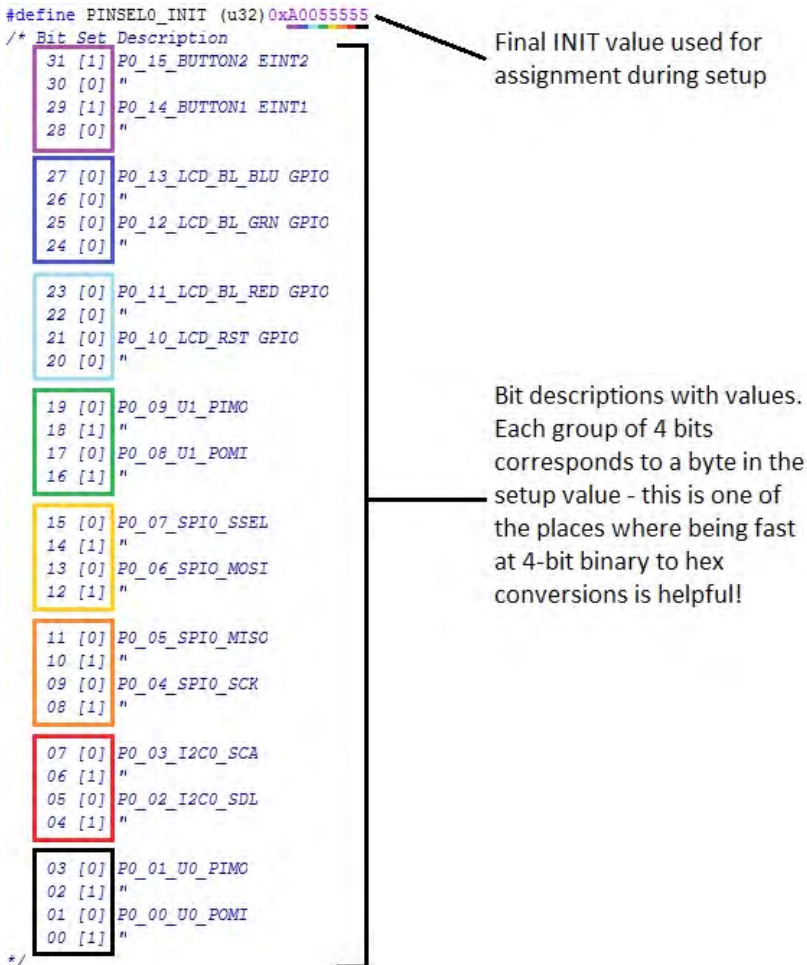 #define PINSEL0_INIT (u32)0xA0055555
/* Bit Set Description
31 [1] P0_15_BUTTON2 EINT2
30 [0] "
29 [1] P0_14_BUTTON1 EINT1
28 [0] "
27 [0] P0_13_LCD_BL_BLU GPIO
26 [0] "
25 [0] P0_12_LCD_BL_GRN GPIO
24 [0] "
23 [0] P0_11_LCD_BL_RED GPIO
22 [0] "
21 [0] P0_10_LCD_RST GPIO
20 [0] "
19 [0] P0_09_U1_PIMO
18 [1] "
17 [0] P0_08_U1_POMI
16 [1] "
15 [0] P0_07_SPI0_SSEL
14 [1] "
13 [0] P0_06_SPI0_MOSI
12 [1] "
11 [0] P0_05_SPI0_MISO
10 [1] "
09 [0] P0_04_SPI0_SCK
08 [1] "
07 [0] P0_03_I2C0_SCA
06 [1] "
05 [0] P0_02_I2C0_SDL
04 [1] "
03 [0] P0_01_U0_PIMO
02 [1] "
01 [0] P0_00_U0_POMI
00 [1] "
*/
Final INIT value used for
assignment during setup
Bit descriptions with values.
Each group of 4 bits
corresponds to a byte in the
setup value - this is one of
the places where being fast
at 4-bit binary to hex
conversions is helpful!